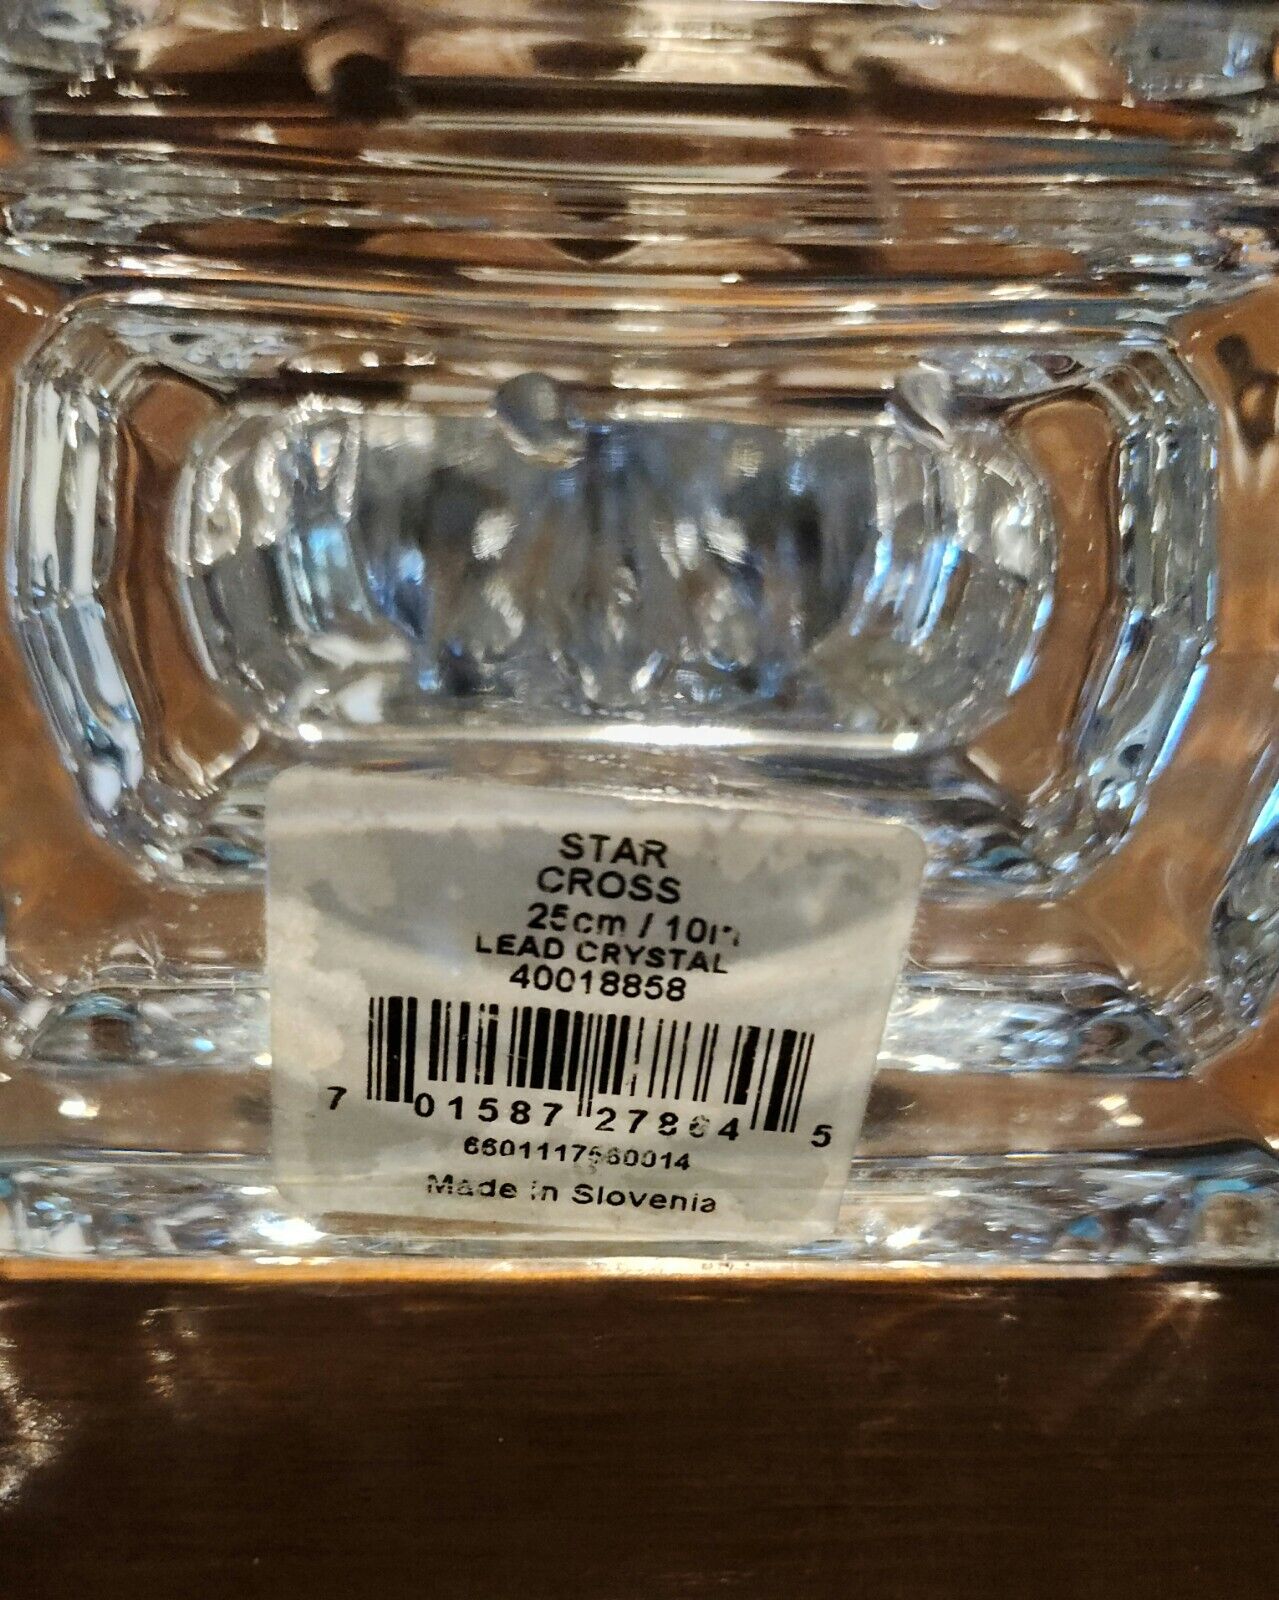 STAR
CROSS
25cm / 10in
LEAD CRYSTAL
40018858
7 01587 27864 5
Made in Slovenia